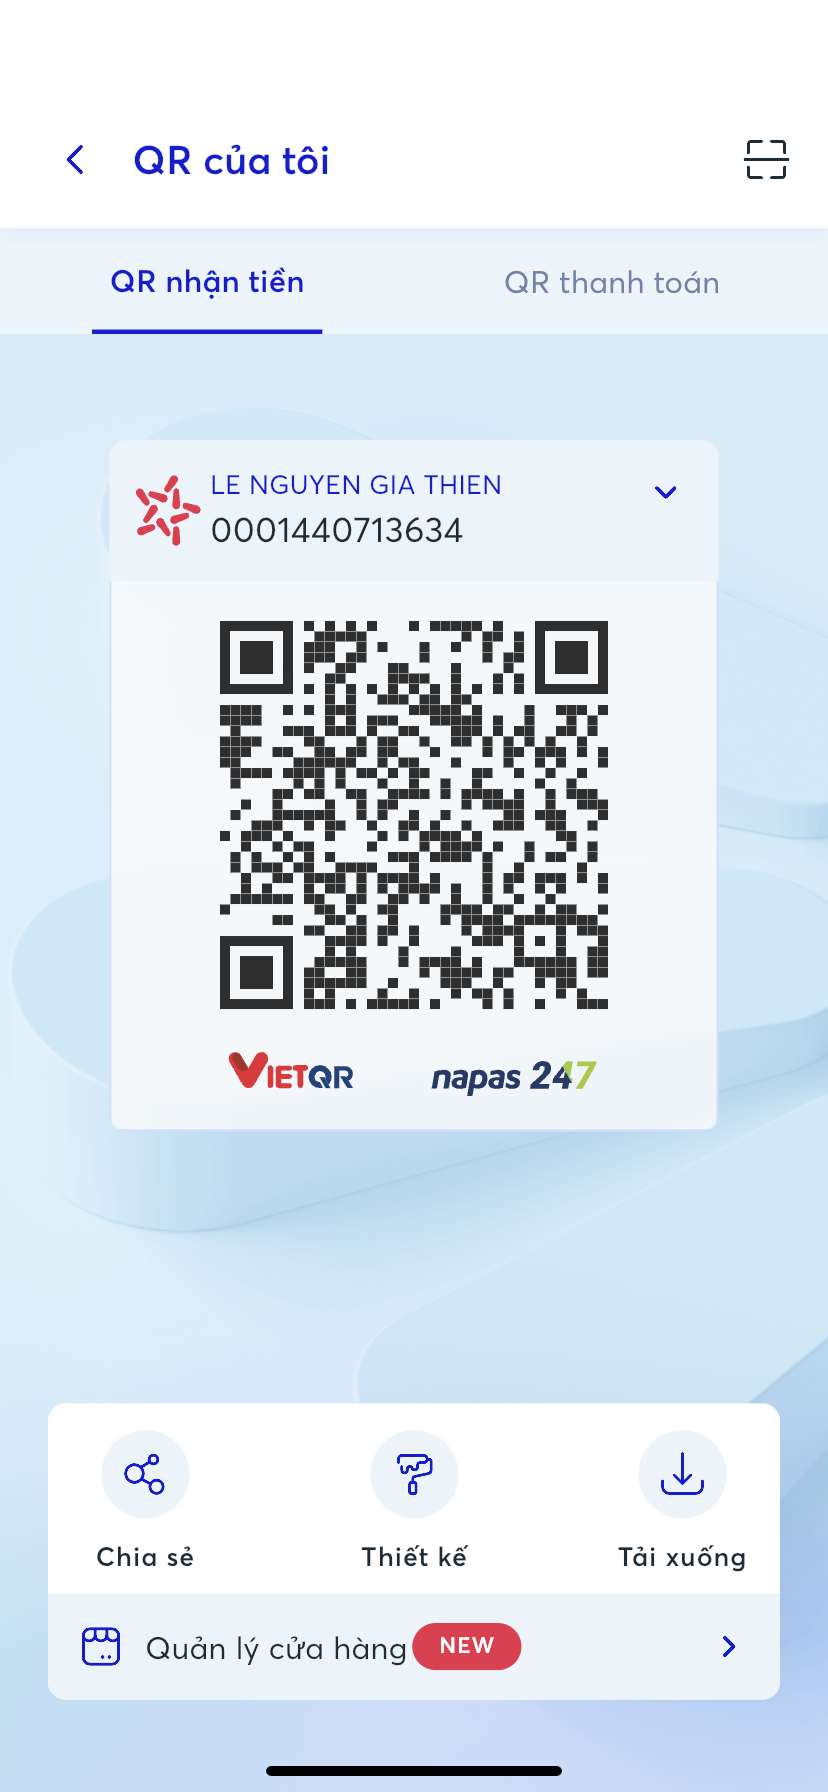 QR của tôi
QR nhận tiền
QR thanh toán
LE NGUYEN GIA THIEN
0001440713634
VIETQR
napas 247
Chia sẻ
Thiết kế
Tải xuống
Quản lý cửa hàng NEW